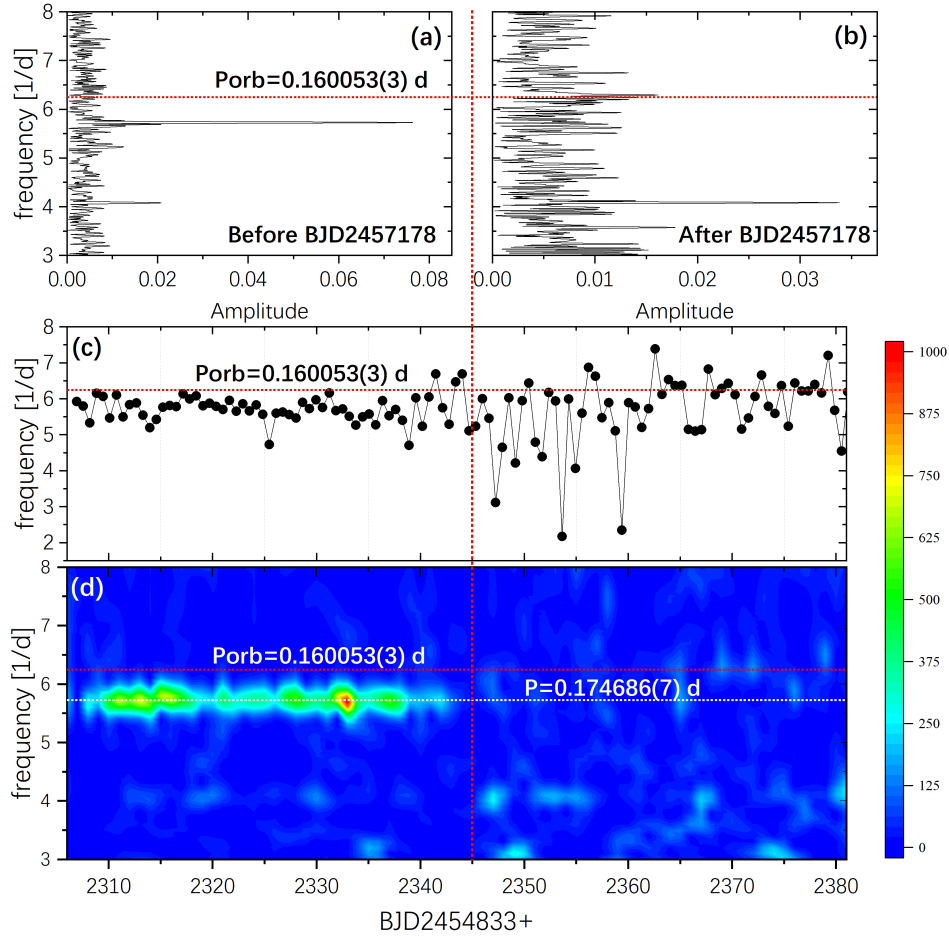 (a)
Porb=0.160053(3) d
Before BJD2457178
frequency [1/d]
8
7
6
5
4
3
0.00
0.02
0.04
0.06
0.08
Amplitude
(b)
After BJD2457178
0.00
0.01
0.02
0.03
Amplitude
(c)
Porb=0.160053(3) d
frequency [1/d]
8
7
6
5
4
3
2
(d)
Porb=0.160053(3) d
P=0.174686(7) d
frequency [1/d]
8
7
6
5
4
3
2310
2320
2330
2340
2350
2360
2370
2380
BJD2454833+
1000
875
750
625
500
375
250
125
0